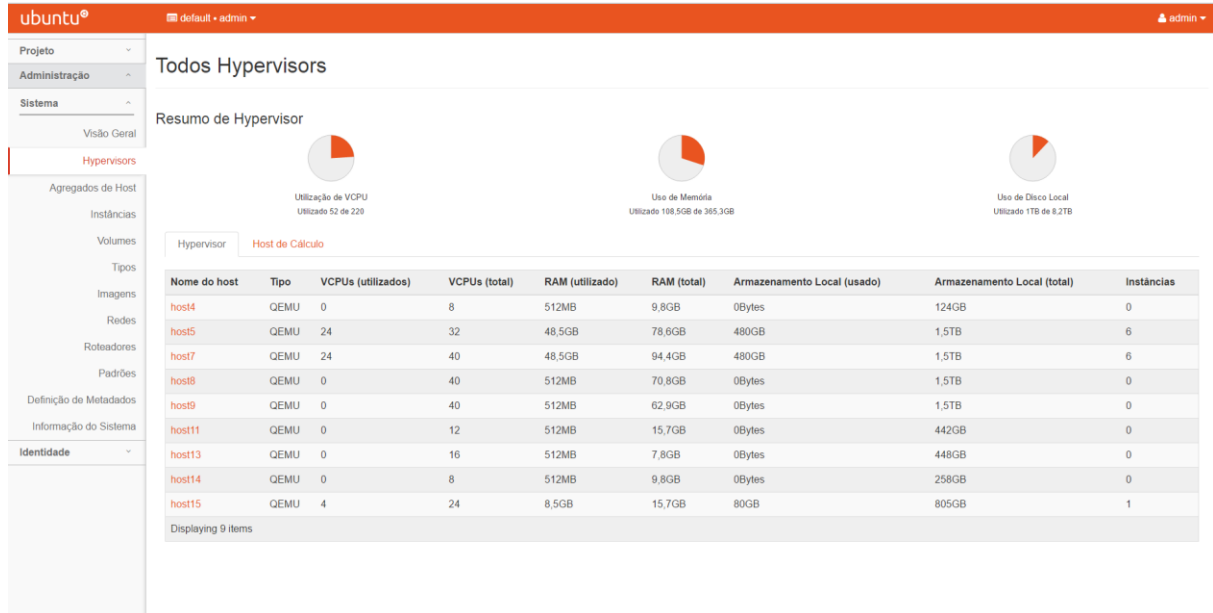 ubuntu® default • admin admin
Projeto
Administração
Sistema
Visão Geral
Hypervisors
Agregados de Host
Instâncias
Volumes
Tipos
Imagens
Redes
Roteadores
Padrões
Definição de Metadados
Informação do Sistema
Identidade
Todos Hypervisors
Resumo de Hypervisor
Utilização de VCPU
Utilizado 52 de 220
Uso de Memória
Utilizado 108,5GB de 365,3GB
Uso de Disco Local
Utilizado 1TB de 8,2TB
Hypervisor Host de Cálculo
Nome do host Tipo VCPUs (utilizados) VCPUs (total) RAM (utilizado) RAM (total) Armazenamento Local (usado) Armazenamento Local (total) Instâncias
host4 QEMU 0 8 512MB 9,8GB 0Bytes 124GB 0
host5 QEMU 24 32 48,5GB 78,6GB 480GB 1,5TB 6
host7 QEMU 24 40 48,5GB 94,4GB 480GB 1,5TB 6
host8 QEMU 0 40 512MB 70,8GB 0Bytes 1,5TB 0
host9 QEMU 0 40 512MB 62,9GB 0Bytes 1,5TB 0
host11 QEMU 0 12 512MB 15,7GB 0Bytes 442GB 0
host13 QEMU 0 16 512MB 7,8GB 0Bytes 448GB 0
host14 QEMU 0 8 512MB 9,8GB 0Bytes 258GB 0
host15 QEMU 4 24 8,5GB 15,7GB 80GB 805GB 1
Displaying 9 items